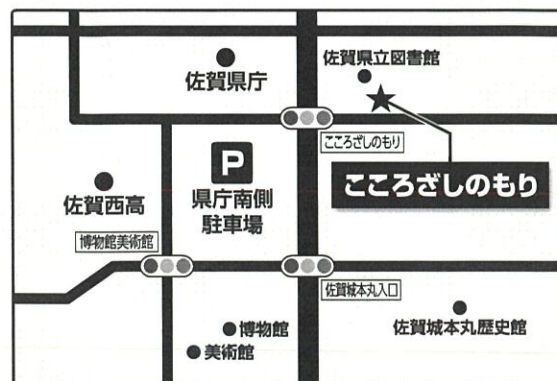 佐賀県庁
佐賀県立図書館
こころざしのもり
こころざしのもり
P
県庁南側
駐車場
佐賀西高
博物館美術館
佐賀城本丸入口
博物館
美術館
佐賀城本丸歴史館